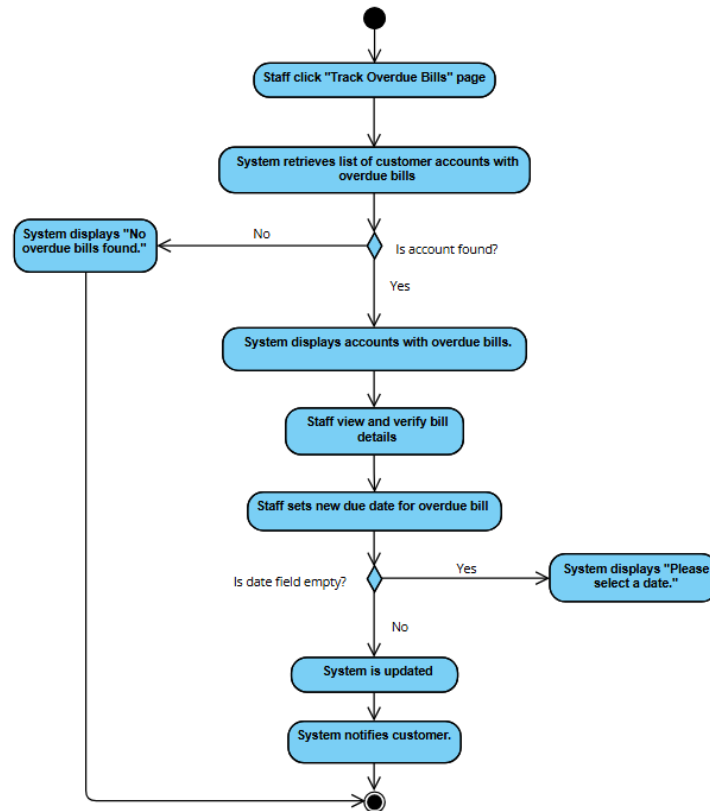 Staff click "Track Overdue Bills" page
System retrieves list of customer accounts with
overdue bills
System displays "No
overdue bills found."
No
Is account found?
Yes
System displays accounts with overdue bills.
Staff view and verify bill
details
Staff sets new due date for overdue bill
Is date field empty?
Yes
System displays "Please
select a date."
No
System is updated
System notifies customer.